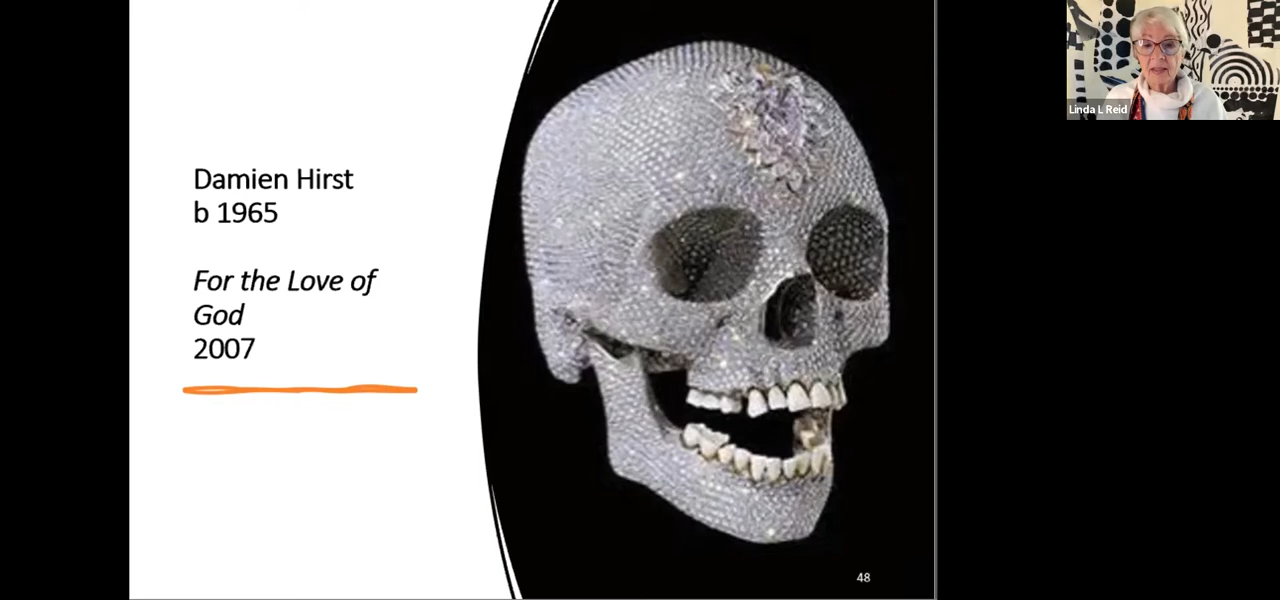 Damien Hirst
b 1965
For the Love of
God
2007
48
Linda L Reid